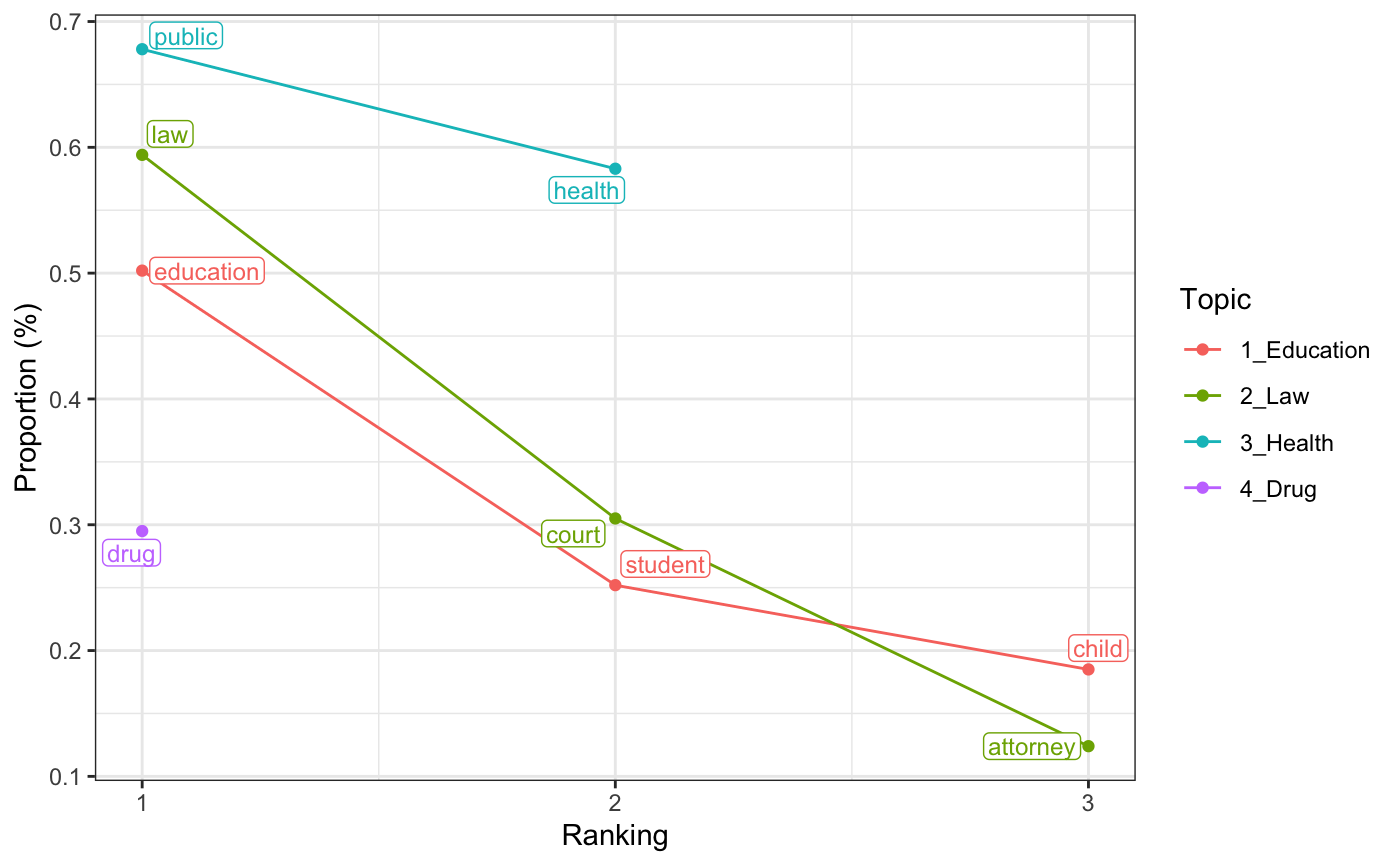 0.7
0.6
0.5
0.4
0.3
0.2
0.1
Proportion (%)
public
law
health
education
court
student
drug
child
attorney
1 2 3
Ranking
Topic
1_Education
2_Law
3_Health
4_Drug